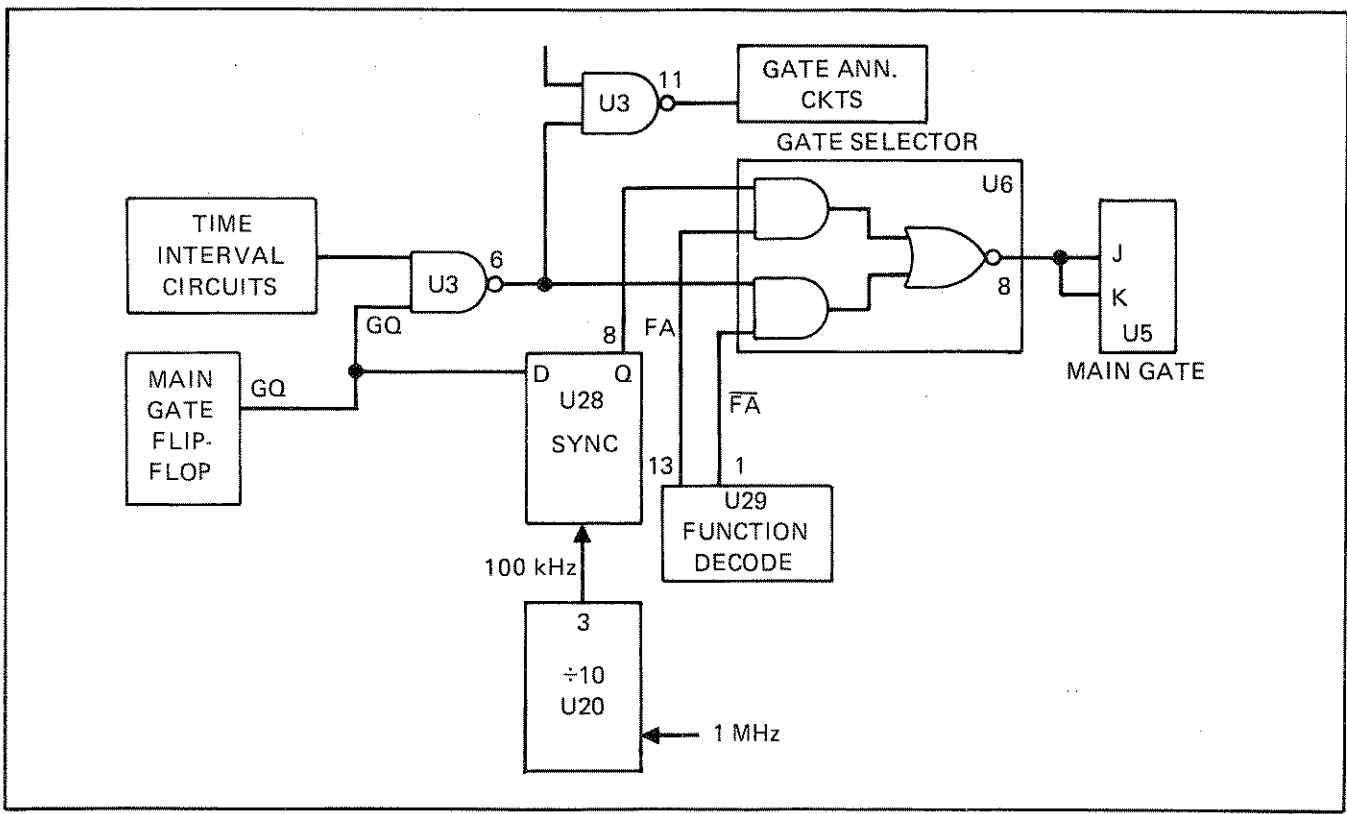 11
GATE ANN.
CKTS
U3
GATE SELECTOR
U6
TIME
INTERVAL
CIRCUITS
6
U3
J
K
U5
8
MAIN GATE
GQ
8
FA
MAIN
GATE
FLIP-
FLOP
GQ
D
Q
U28
SYNC
FA
13
1
U29
FUNCTION
DECODE
100 kHz
3
÷10
U20
1 MHz